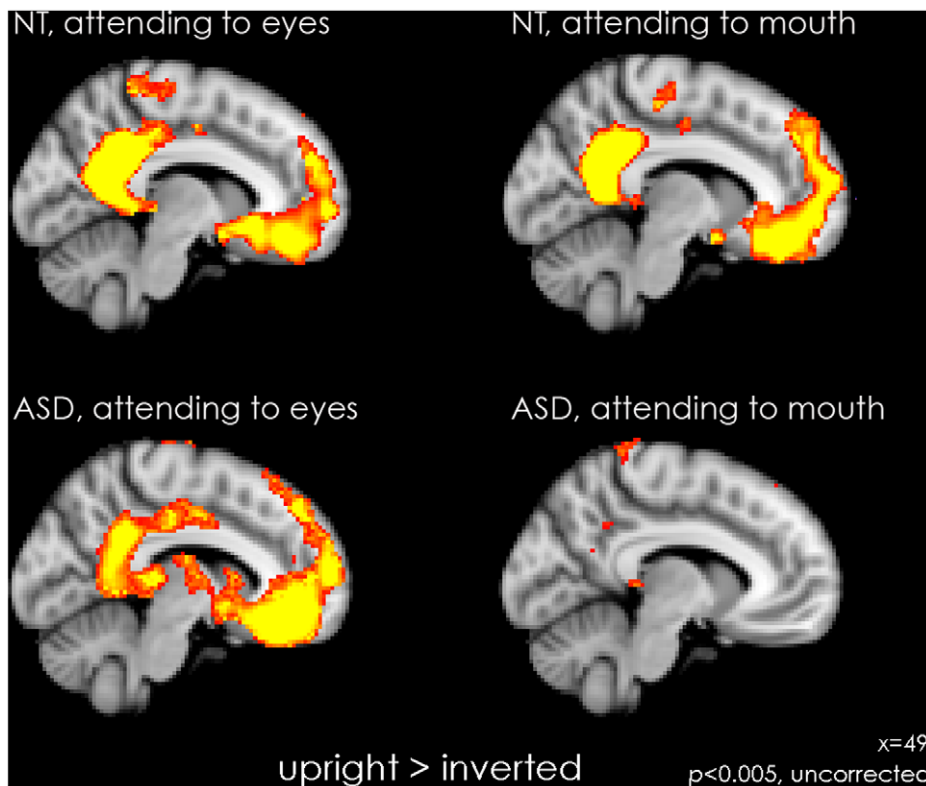 NT, attending to eyes
NT, attending to mouth
ASD, attending to eyes
ASD, attending to mouth
upright > inverted
x=49
p<0.005, uncorrected